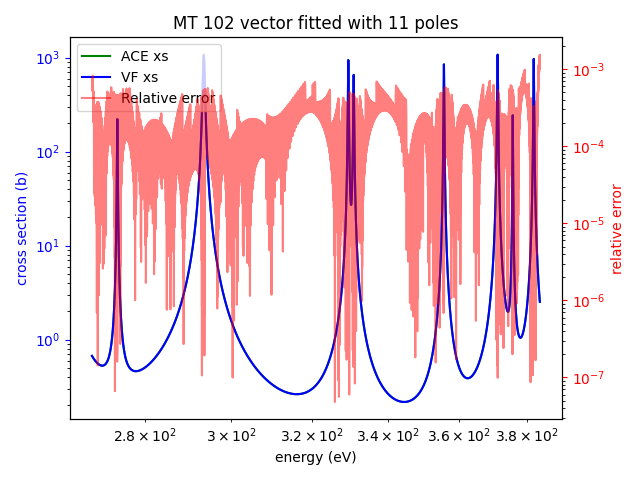 MT 102 vector fitted with 11 poles
ACE xs
VF xs
Relative error
10³
10²
10¹
10⁰
cross section (b)
10⁻³
10⁻⁴
10⁻⁵
10⁻⁶
10⁻⁷
relative error
2.8 × 10² 3 × 10² 3.2 × 10² 3.4 × 10² 3.6 × 10² 3.8 × 10²
energy (eV)